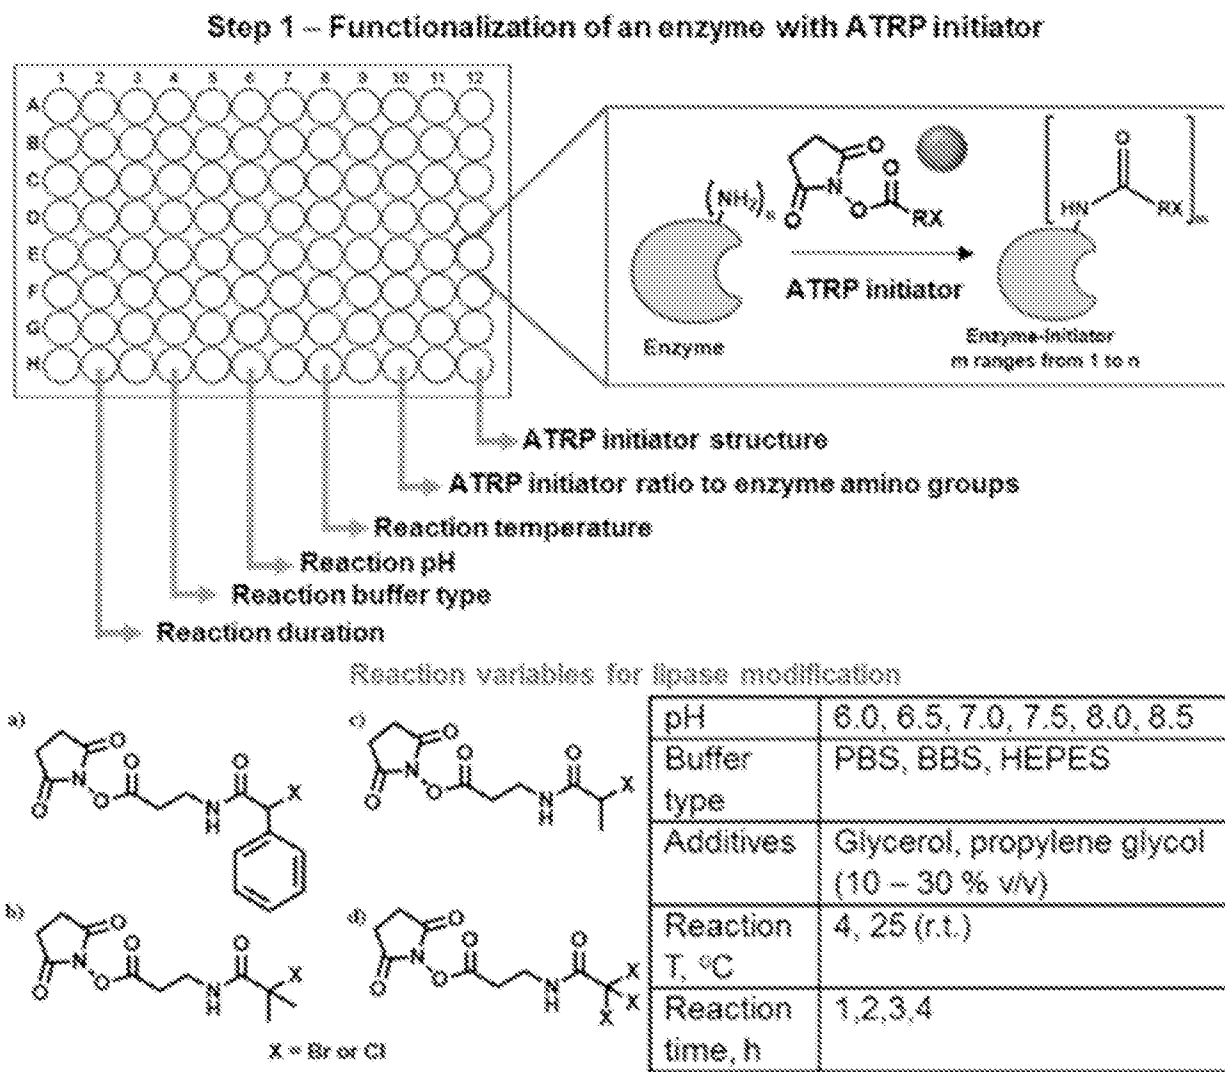 Step 1 – Functionalization of an enzyme with ATRP initiator
1 2 3 4 5 6 7 8 9 10 11 12
A
B
C
D
E
F
G
H
(NH2)n
O
N
O
O
O
RX
ATRP initiator
Enzyme
O
HN
RX
m
Enzyme-Initiator
m ranges from 1 to n
ATRP initiator structure
ATRP initiator ratio to enzyme amino groups
Reaction temperature
Reaction pH
Reaction buffer type
Reaction duration
Reaction variables for lipase modification
a)
O
N
O
O
O
N
H
O
X
c)
O
N
O
O
O
N
H
O
X
b)
O
N
O
O
O
N
H
O
X
d)
O
N
O
O
O
N
H
O
X
X
X
X = Br or Cl
pH 6.0, 6.5, 7.0, 7.5, 8.0, 8.5
Buffer type PBS, BBS, HEPES
Additives Glycerol, propylene glycol
(10 – 30 % v/v)
Reaction T, ºC 4, 25 (r.t.)
Reaction time, h 1,2,3,4